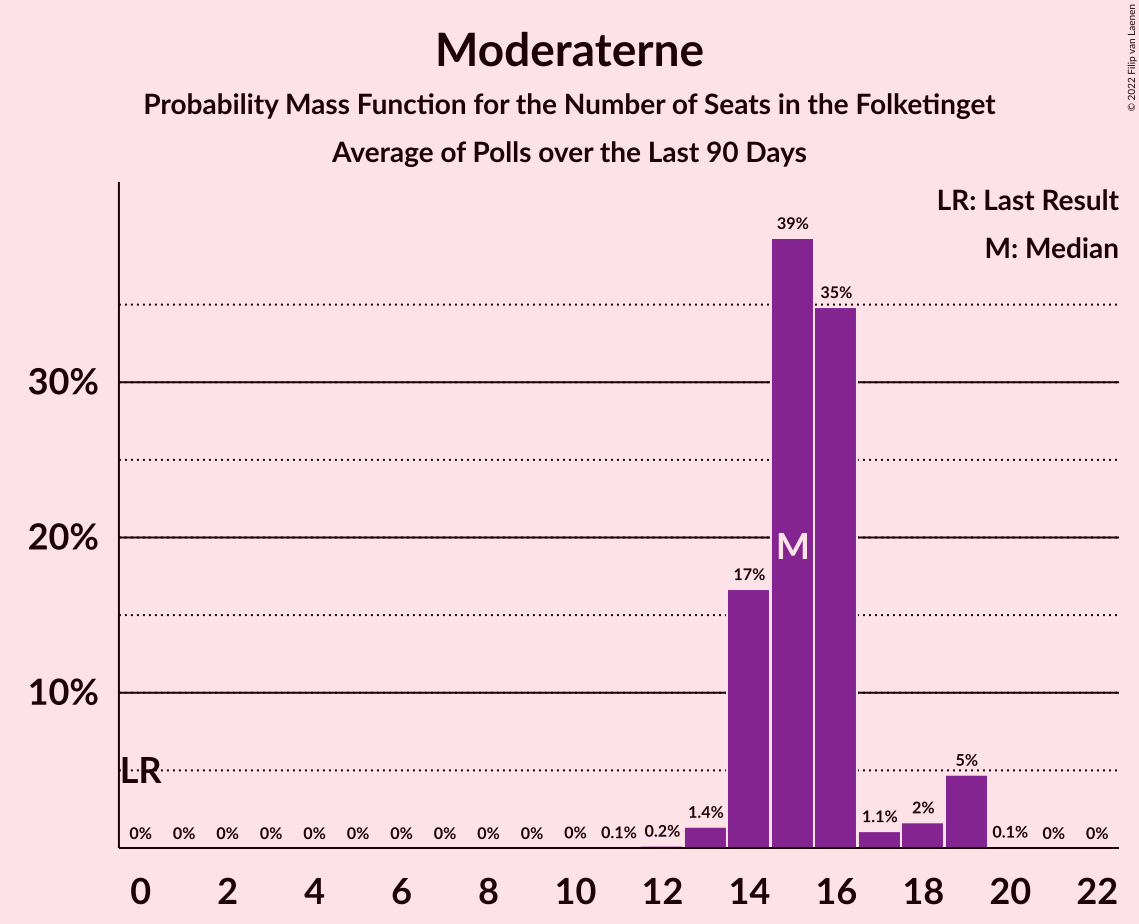 Moderaterne
Probability Mass Function for the Number of Seats in the Folketinget
Average of Polls over the Last 90 Days
© 2022 Filip van Laenen
LR: Last Result
M: Median
39%
35%
30%
20%
M
17%
10%
LR
5%
0% 0% 0% 0% 0% 0% 0% 0% 0% 0% 0% 0.1% 0.2% 1.4% 1.1% 2% 0.1% 0% 0%
0 2 4 6 8 10 12 14 16 18 20 22